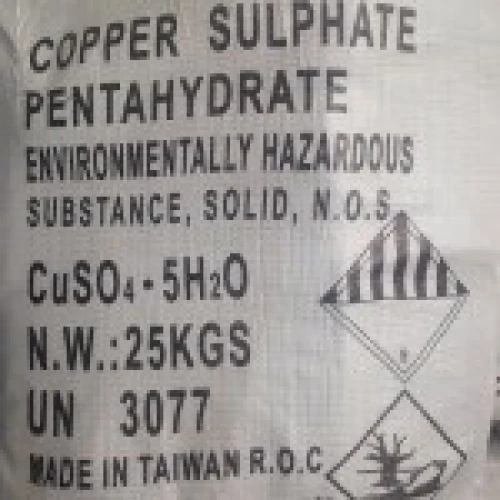 COPPER SULPHATE
PENTAHYDRATE
ENVIRONMENTALLY HAZARDOUS
SUBSTANCE, SOLID, N.O.S.
CuSO₄-5H₂O
N.W.:25KGS
UN 3077
MADE IN TAIWAN R.O.C